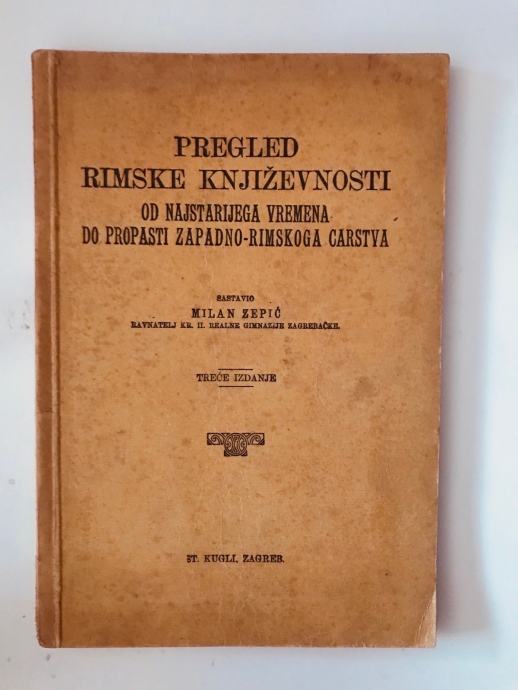 PREGLED
RIMSKE KNJIŽEVNOSTI
OD NAJSTARIJEGA VREMENA
DO PROPASTI ZAPADNO-RIMSKOGA CARSTVA
SASTAVIO
MILAN ZEPIĆ
RAVNATELJ KR. II. REALNE GIMNAZIJE ZAGREBAČKE.
TREĆE IZDANJE
ST. KUGLI, ZAGREB.